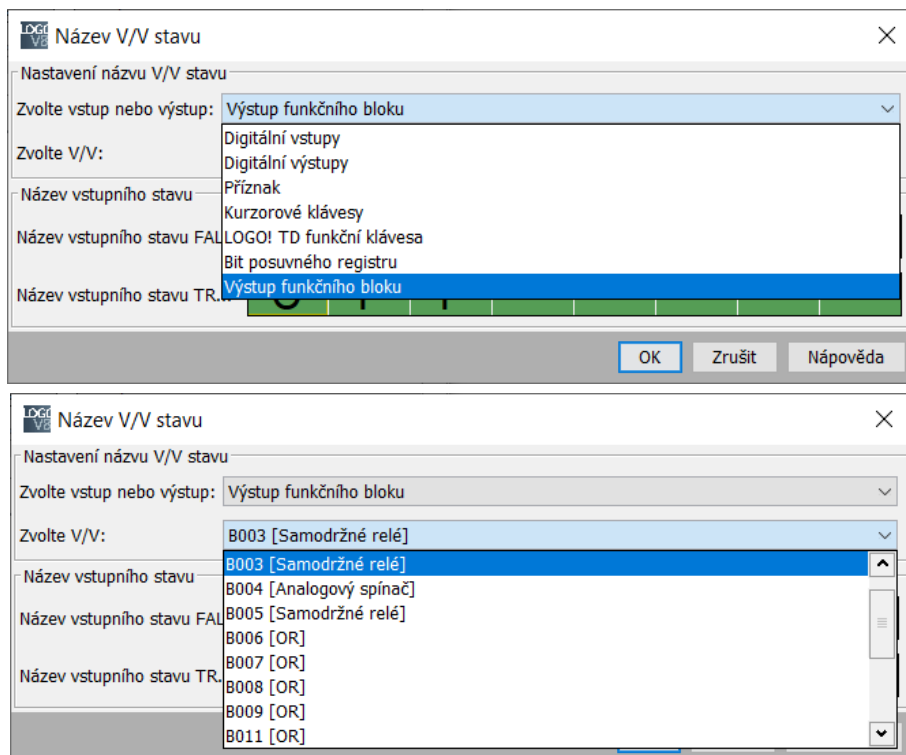 LOGO V8 Název V/V stavu
Nastavení názvu V/V stavu
Zvolte vstup nebo výstup: Výstup funkčního bloku
Digitální vstupy
Zvolte V/V:
Digitální výstupy
Příznak
Název vstupního stavu
Kurzorové klávesy
Název vstupního stavu FAL
LOGO! TD funkční klávesa
Bit posuvného registru
Výstup funkčního bloku
Název vstupního stavu TR...
OK Zrušit Nápověda
LOGO V8 Název V/V stavu
Nastavení názvu V/V stavu
Zvolte vstup nebo výstup: Výstup funkčního bloku
Zvolte V/V: B003 [Samodržné relé]
B003 [Samodržné relé]
Název vstupního stavu
B004 [Analogový spínač]
Název vstupního stavu FAL
B005 [Samodržné relé]
B006 [OR]
B007 [OR]
Název vstupního stavu TR.
B008 [OR]
B009 [OR]
B011 [OR]